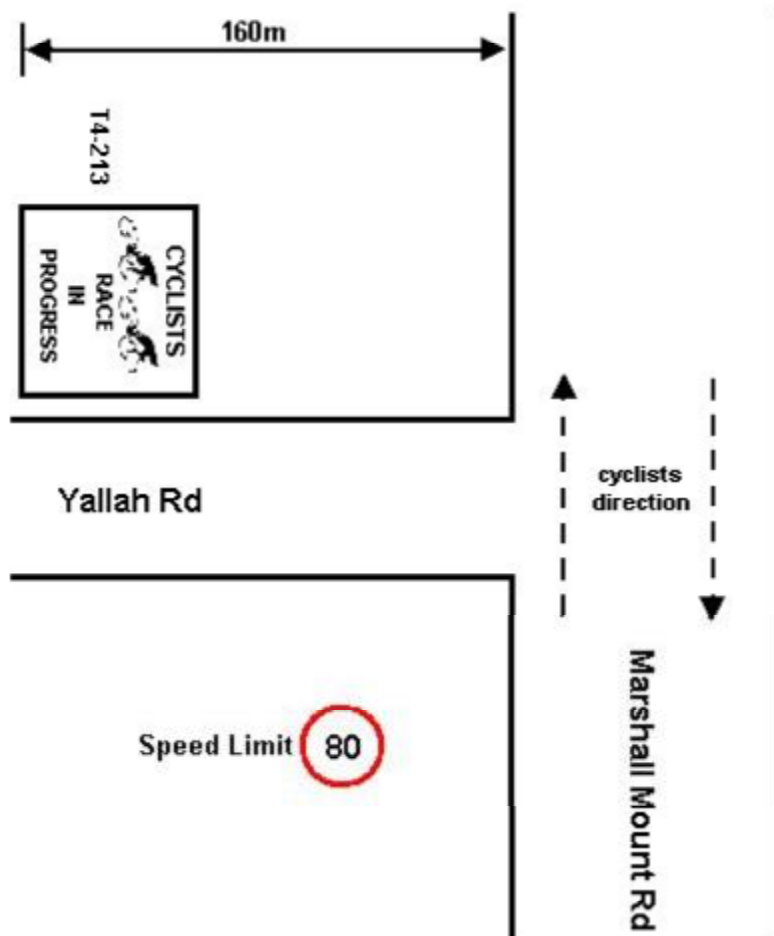 160m
T4-213
CYCLISTS
RACE
IN
PROGRESS
Yallah Rd
cyclists
direction
Speed Limit
80
Marshall Mount Rd